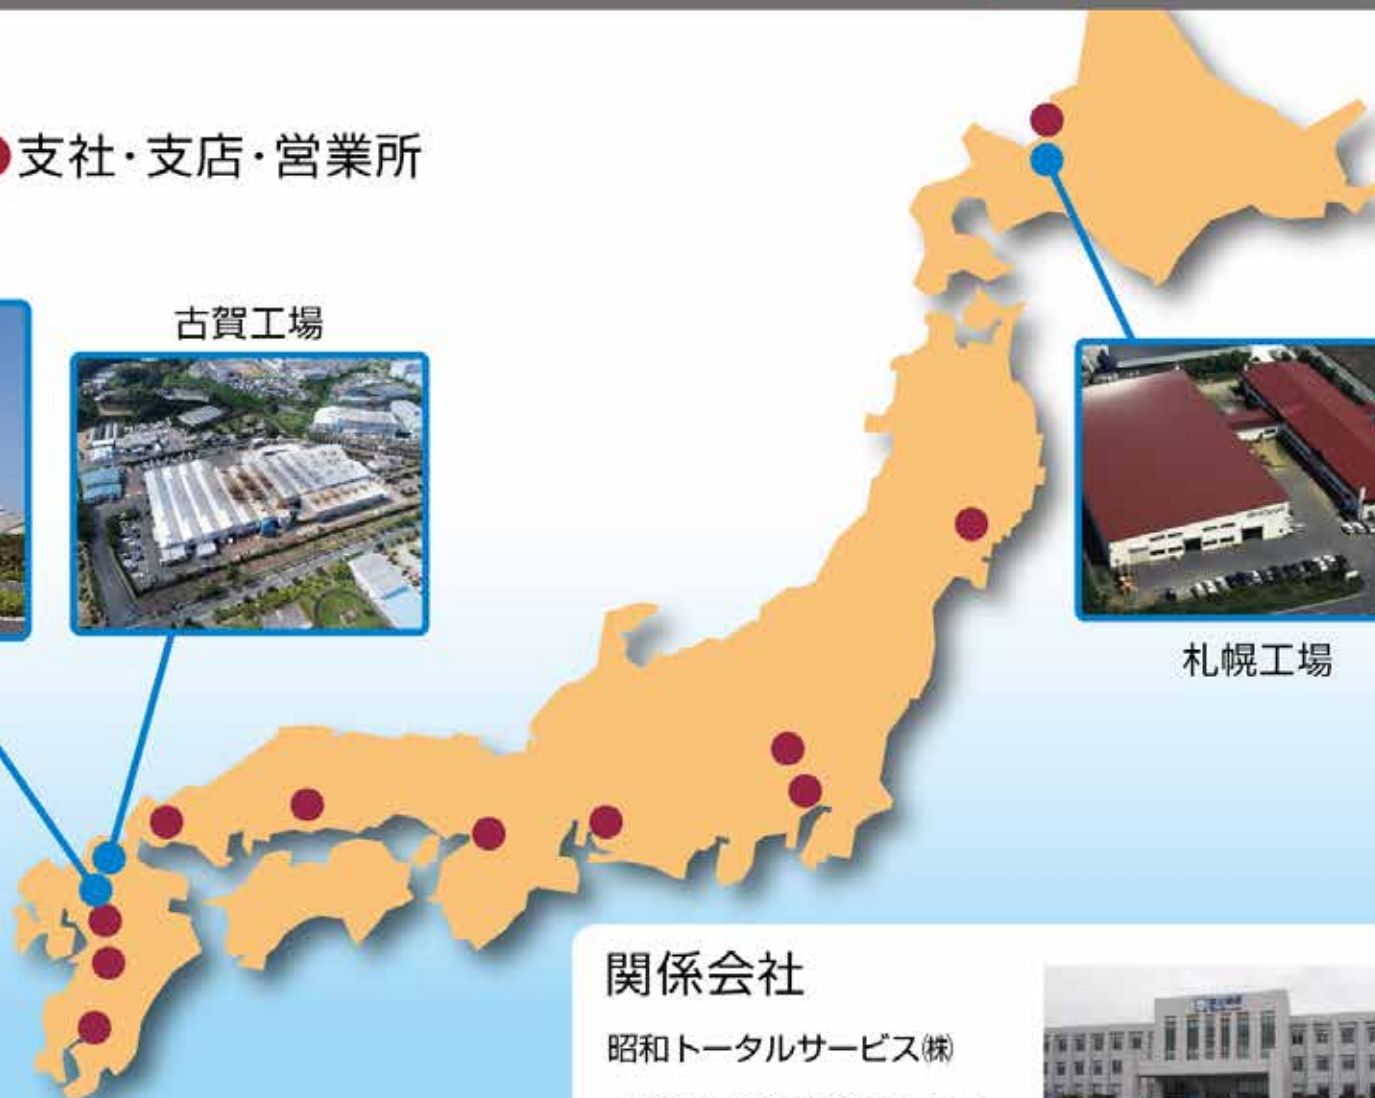 支社・支店・営業所
古賀工場
札幌工場
関係会社
昭和トータルサービス㈱